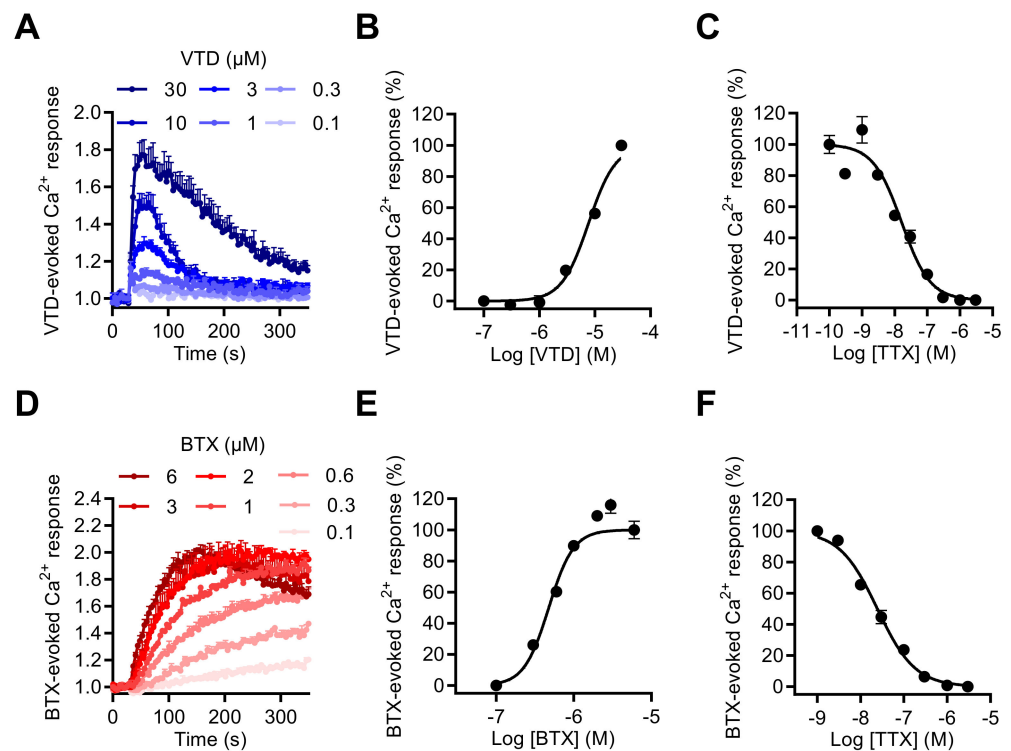 A
VTD (µM)
30 3 0.3
10 1 0.1
VTD-evoked Ca2+ response
2.0
1.8
1.6
1.4
1.2
1.0
0 100 200 300
Time (s)
B
VTD-evoked Ca2+ response (%)
120
100
80
60
40
20
0
-7 -6 -5 -4
Log [VTD] (M)
C
VTD-evoked Ca2+ response (%)
120
100
80
60
40
20
0
-11 -10 -9 -8 -7 -6 -5
Log [TTX] (M)
D
BTX (µM)
6 2 0.6
3 1 0.3
0.1
BTX-evoked Ca2+ response
2.4
2.2
2.0
1.8
1.6
1.4
1.2
1.0
0 100 200 300
Time (s)
E
BTX-evoked Ca2+ response (%)
120
100
80
60
40
20
0
-7 -6 -5
Log [BTX] (M)
F
BTX-evoked Ca2+ response (%)
120
100
80
60
40
20
0
-9 -8 -7 -6 -5
Log [TTX] (M)